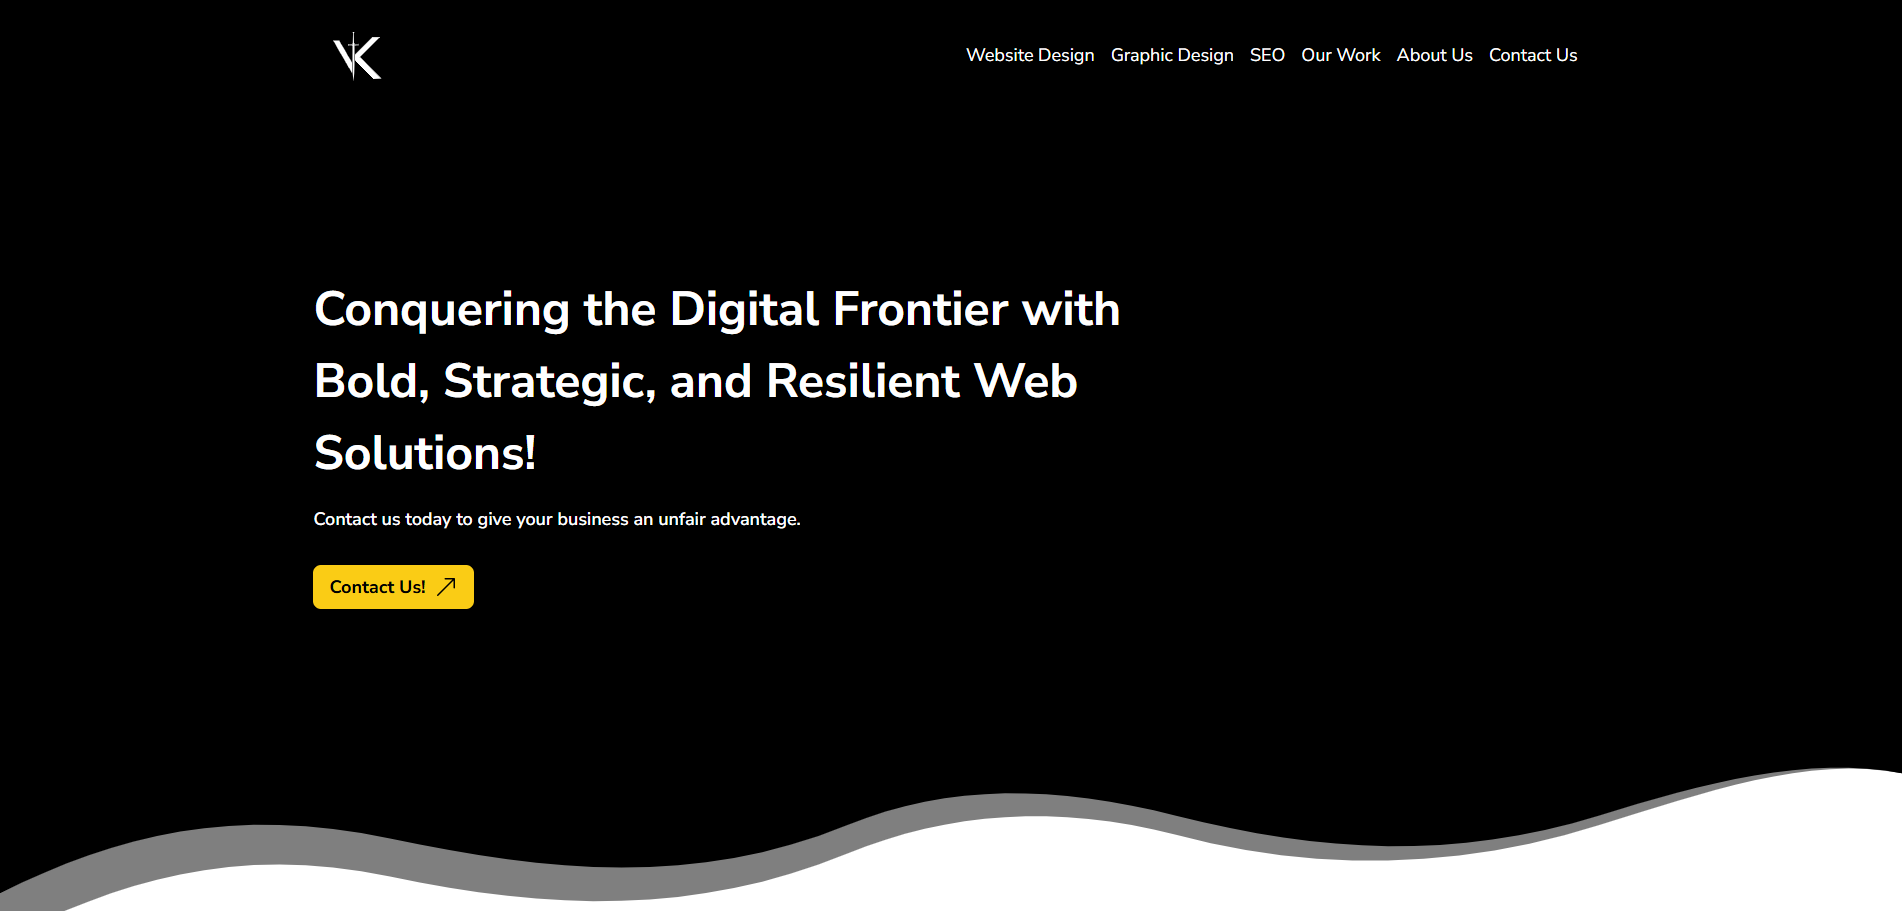 VK
Website Design Graphic Design SEO Our Work About Us Contact Us
Conquering the Digital Frontier with
Bold, Strategic, and Resilient Web
Solutions!
Contact us today to give your business an unfair advantage.
Contact Us!